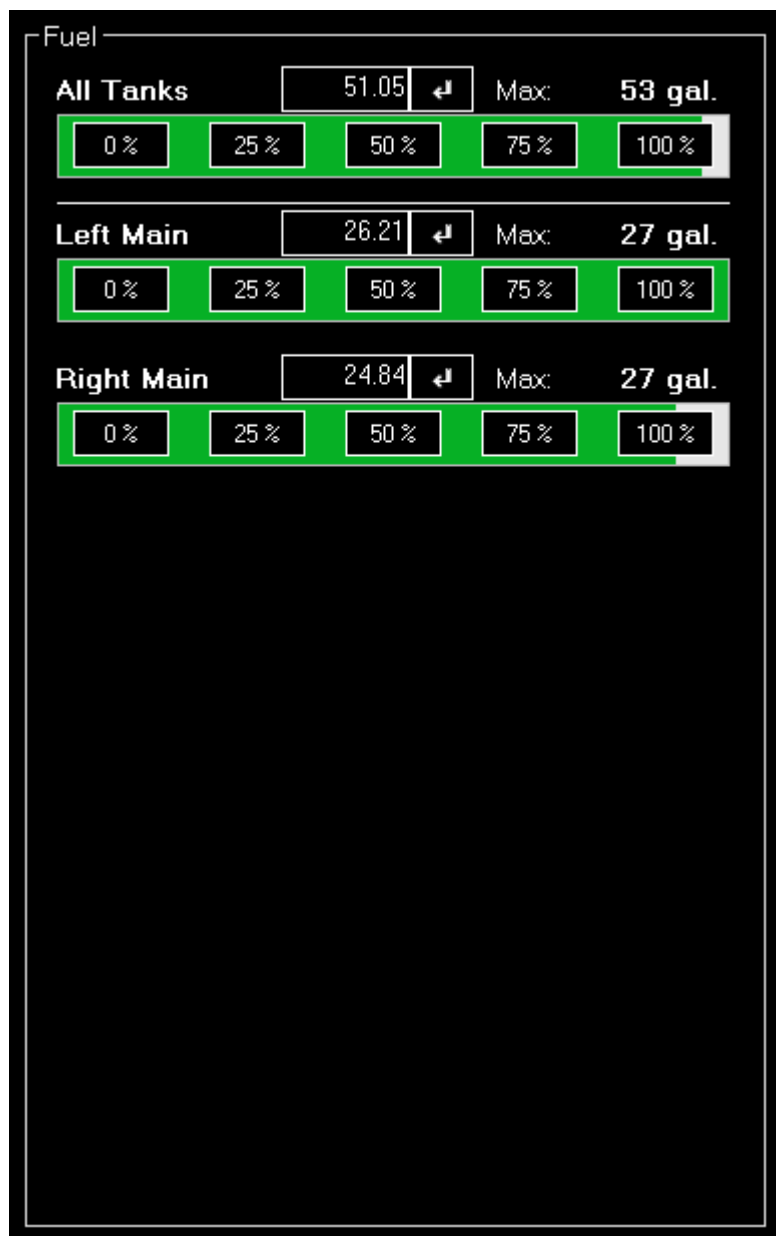 Fuel
All Tanks 51.05 ↲ Max: 53 gal.
0 % 25 % 50 % 75 % 100 %
Left Main 26.21 ↲ Max: 27 gal.
0 % 25 % 50 % 75 % 100 %
Right Main 24.84 ↲ Max: 27 gal.
0 % 25 % 50 % 75 % 100 %